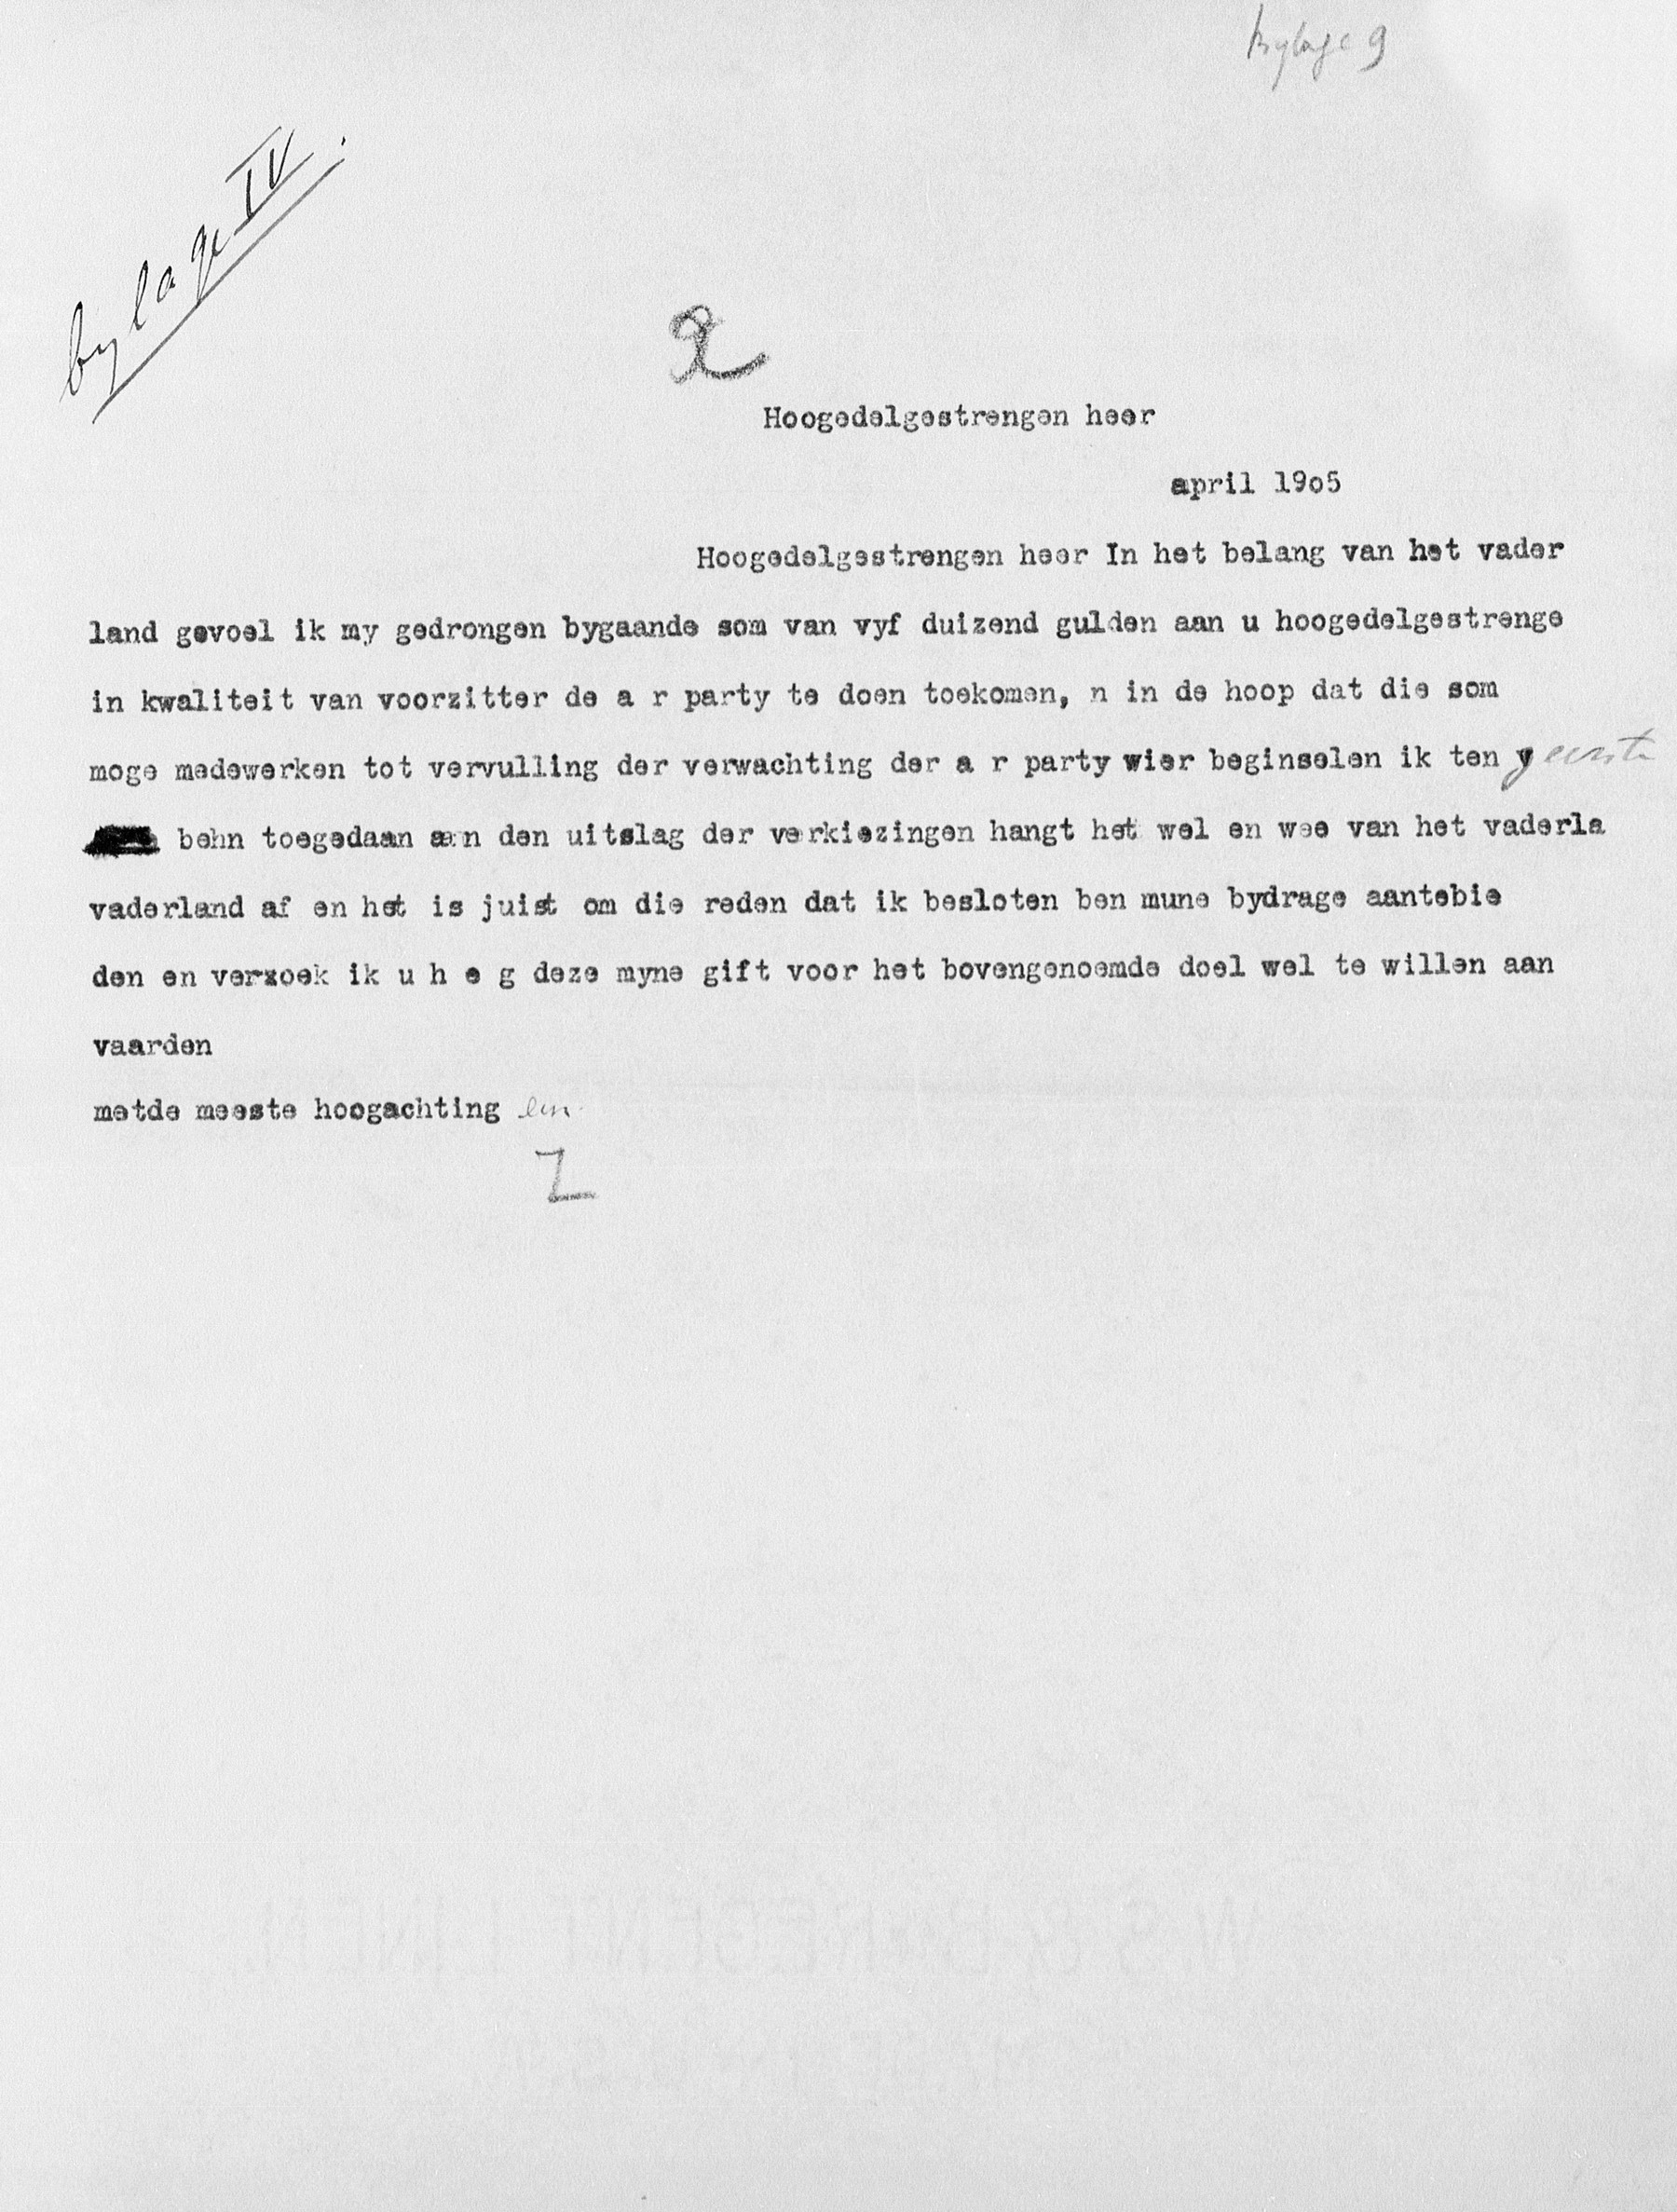 bylage 9
bylage IV.
Hoogedelgestrengen heer
april 19o5
Hoogedelgestrengen heer In het belang van het vader
land gevoel ik my gedrongen bygaande som van vyf duizend gulden aan u hoogedelgestrenge
in kwaliteit van voorzitter de a r party te doen toekomen, n in de hoop dat die som
moge medewerken tot vervulling der verwachting der a r party wier beginselen ik ten
behn toegedaan aan den uitslag der verkiezingen hangt het wel en wee van het vaderla
vaderland af en het is juist om die reden dat ik besloten ben mune bydrage aantebie
den en verzoek ik u h e g deze myne gift voor het bovengenoemde doel wel te willen aan
vaarden
metde meeste hoogachting
Z